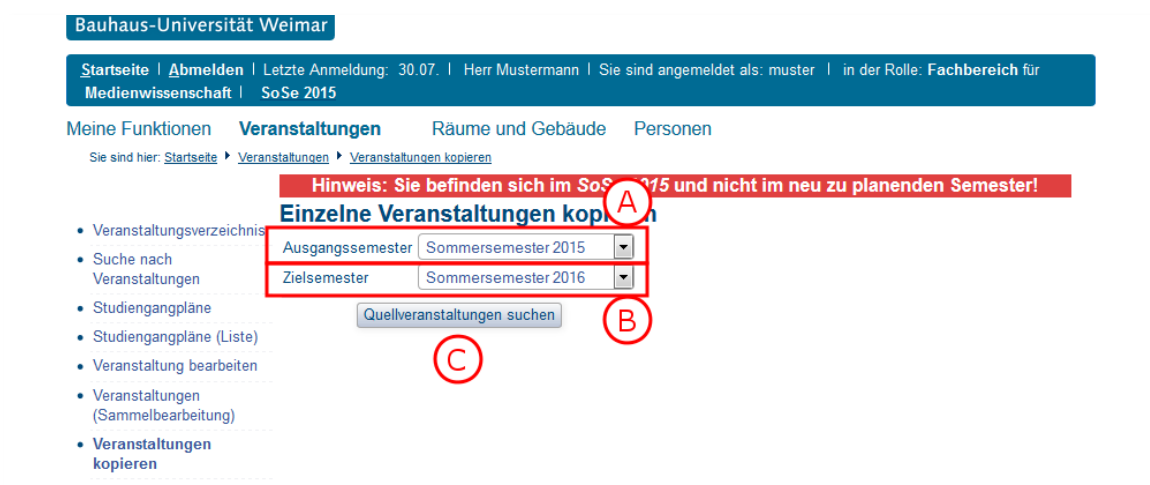 Bauhaus-Universität Weimar
Startseite | Abmelden | Letzte Anmeldung: 30.07. | Herr Mustermann | Sie sind angemeldet als: muster | in der Rolle: Fachbereich für
Medienwissenschaft | SoSe 2015
Meine Funktionen Veranstaltungen Räume und Gebäude Personen
Sie sind hier: Startseite Veranstaltungen Veranstaltungen kopieren
Hinweis: Sie befinden sich im SoSe 2015 und nicht im neu zu planenden Semester!
Einzelne Veranstaltungen kopieren
A
Ausgangssemester Sommersemester 2015
Zielsemester Sommersemester 2016
B
Quellveranstaltungen suchen
C
Veranstaltungsverzeichnis
Suche nach
Veranstaltungen
Studiengangpläne
Studiengangpläne (Liste)
Veranstaltung bearbeiten
Veranstaltungen
(Sammelbearbeitung)
Veranstaltungen
kopieren